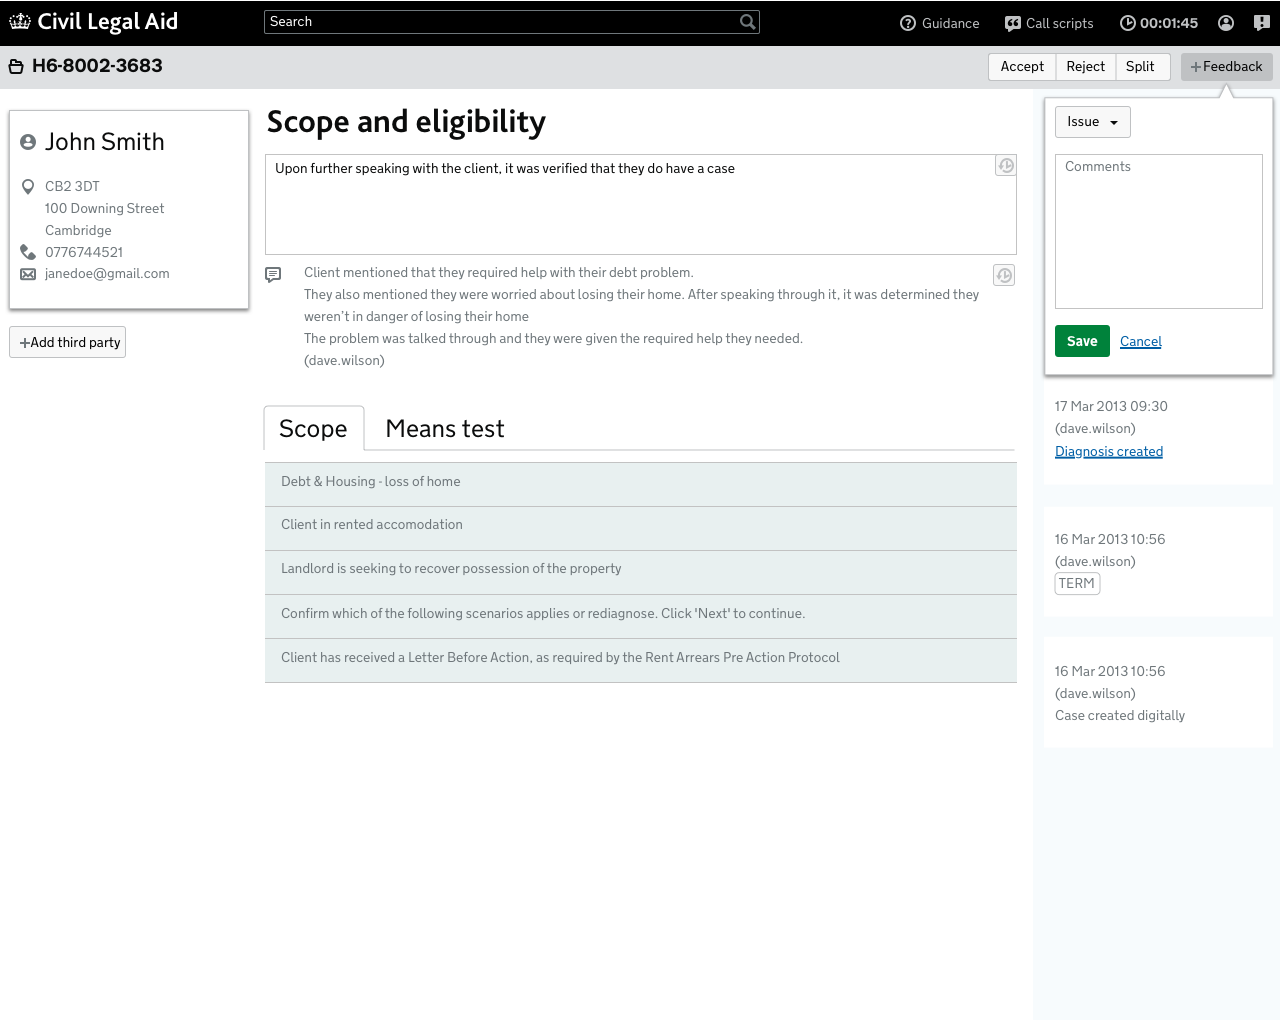 Civil Legal Aid
Search
Guidance
Call scripts
00:01:45
H6-8002-3683
Accept
Reject
Split
+Feedback
John Smith
CB2 3DT
100 Downing Street
Cambridge
0776744521
janedoe@gmail.com
+Add third party
Scope and eligibility
Upon further speaking with the client, it was verified that they do have a case
Client mentioned that they required help with their debt problem.
They also mentioned they were worried about losing their home. After speaking through it, it was determined they
weren't in danger of losing their home
The problem was talked through and they were given the required help they needed.
(dave.wilson)
Scope
Means test
Debt & Housing - loss of home
Client in rented accomodation
Landlord is seeking to recover possession of the property
Confirm which of the following scenarios applies or rediagnose. Click 'Next' to continue.
Client has received a Letter Before Action, as required by the Rent Arrears Pre Action Protocol
Issue
Comments
Save
Cancel
17 Mar 2013 09:30
(dave.wilson)
Diagnosis created
16 Mar 2013 10:56
(dave.wilson)
TERM
16 Mar 2013 10:56
(dave.wilson)
Case created digitally